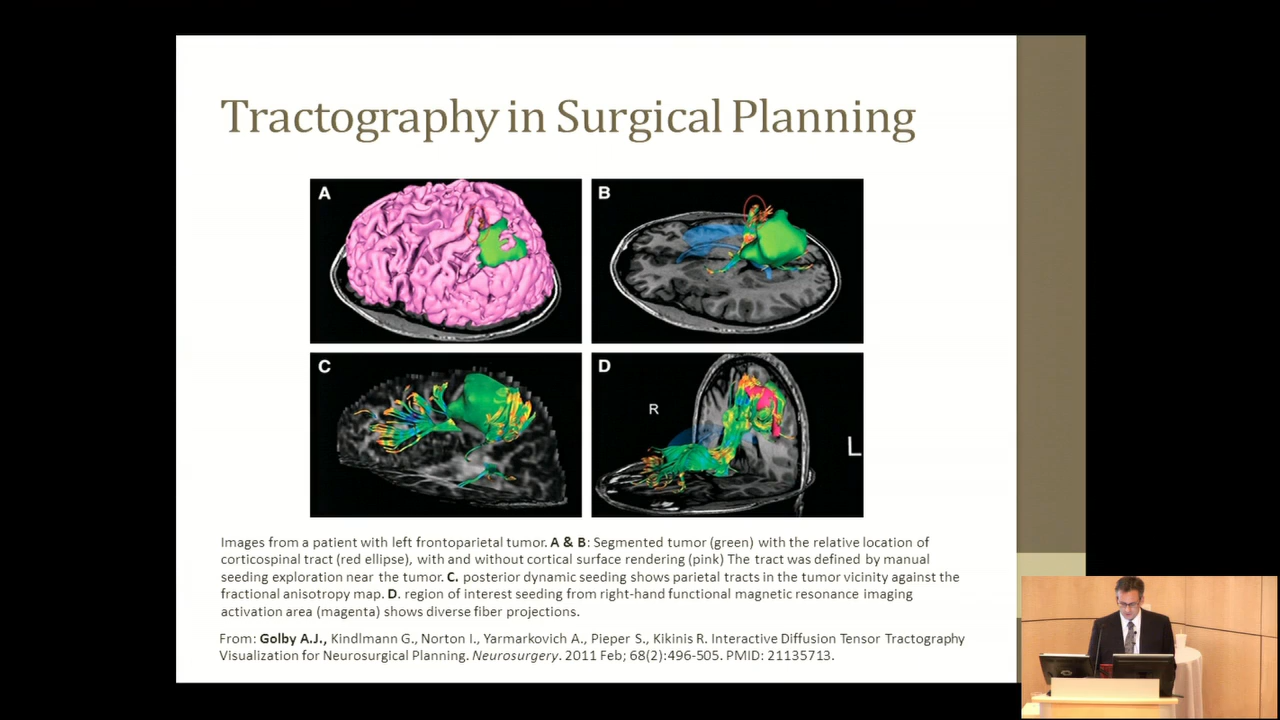 Tractography in Surgical Planning
A
B
C
D
R
L
Images from a patient with left frontoparietal tumor. A & B: Segmented tumor (green) with the relative location of
corticospinal tract (red ellipse), with and without cortical surface rendering (pink) The tract was defined by manual
seeding exploration near the tumor. C. posterior dynamic seeding shows parietal tracts in the tumor vicinity against the
fractional anisotropy map. D. region of interest seeding from right-hand functional magnetic resonance imaging
activation area (magenta) shows diverse fiber projections.
From: Golby A.J., Kindlmann G., Norton I., Yarmarkovich A., Pieper S., Kikinis R. Interactive Diffusion Tensor Tractography
Visualization for Neurosurgical Planning. Neurosurgery. 2011 Feb; 68(2):496-505. PMID: 21135713.